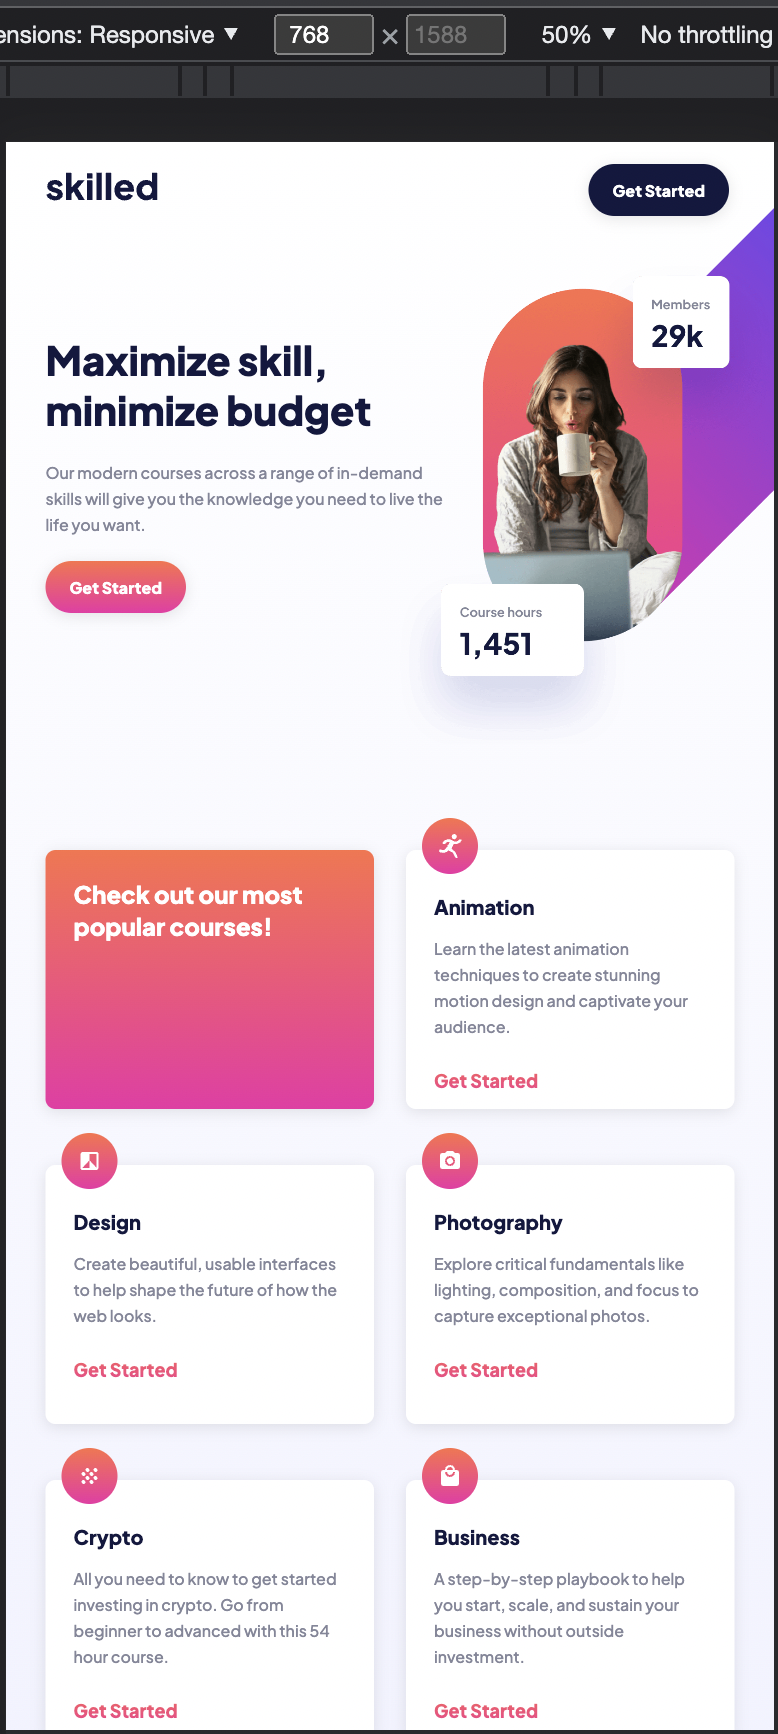 ensions: Responsive ▼ 768 × 1588 50% ▼ No throttling
skilled
Get Started
Members
29k
Maximize skill,
minimize budget
Our modern courses across a range of in-demand
skills will give you the knowledge you need to live the
life you want.
Get Started
Course hours
1,451
Check out our most
popular courses!
Animation
Learn the latest animation
techniques to create stunning
motion design and captivate your
audience.
Get Started
Design
Create beautiful, usable interfaces
to help shape the future of how the
web looks.
Get Started
Photography
Explore critical fundamentals like
lighting, composition, and focus to
capture exceptional photos.
Get Started
Crypto
All you need to know to get started
investing in crypto. Go from
beginner to advanced with this 54
hour course.
Get Started
Business
A step-by-step playbook to help
you start, scale, and sustain your
business without outside
investment.
Get Started